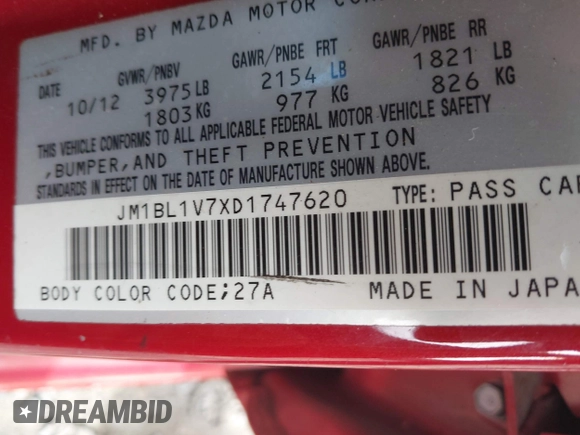 MFD. BY MAZDA MOTOR
DATE GVWR/PNBV GAWR/PNBE FRT GAWR/PNBE RR
10/12 3975 LB 2154 LB 1821 LB
1803 KG 977 KG 826 KG
THIS VEHICLE CONFORMS TO ALL APPLICABLE FEDERAL MOTOR VEHICLE SAFETY
,BUMPER,AND THEFT PREVENTION
STANDARDS IN EFFECT ON THE DATE OF MANUFACTURE SHOWN ABOVE.
JM1BL1V7XD1747620 TYPE: PASS CAR
BODY COLOR CODE;27A MADE IN JAPA
DREAMBID